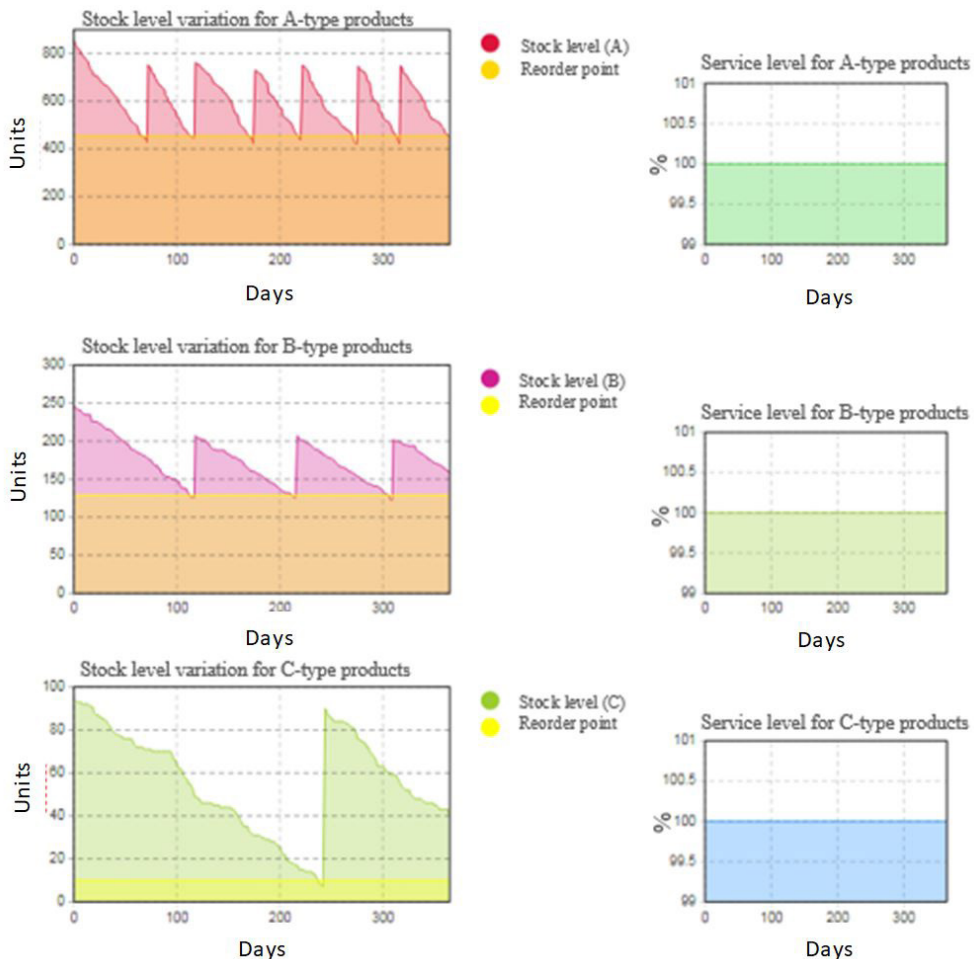 Stock level variation for A-type products
800
600
400
200
0
0 100 200 300
Units
Days
Stock level (A)
Reorder point
Service level for A-type products
101
100.5
100
99.5
99
0 100 200 300
%
Days
Stock level variation for B-type products
300
250
200
150
100
50
0
0 100 200 300
Units
Days
Stock level (B)
Reorder point
Service level for B-type products
101
100.5
100
99.5
99
0 100 200 300
%
Days
Stock level variation for C-type products
100
80
60
40
20
0
0 100 200 300
Units
Days
Stock level (C)
Reorder point
Service level for C-type products
101
100.5
100
99.5
99
0 100 200 300
%
Days